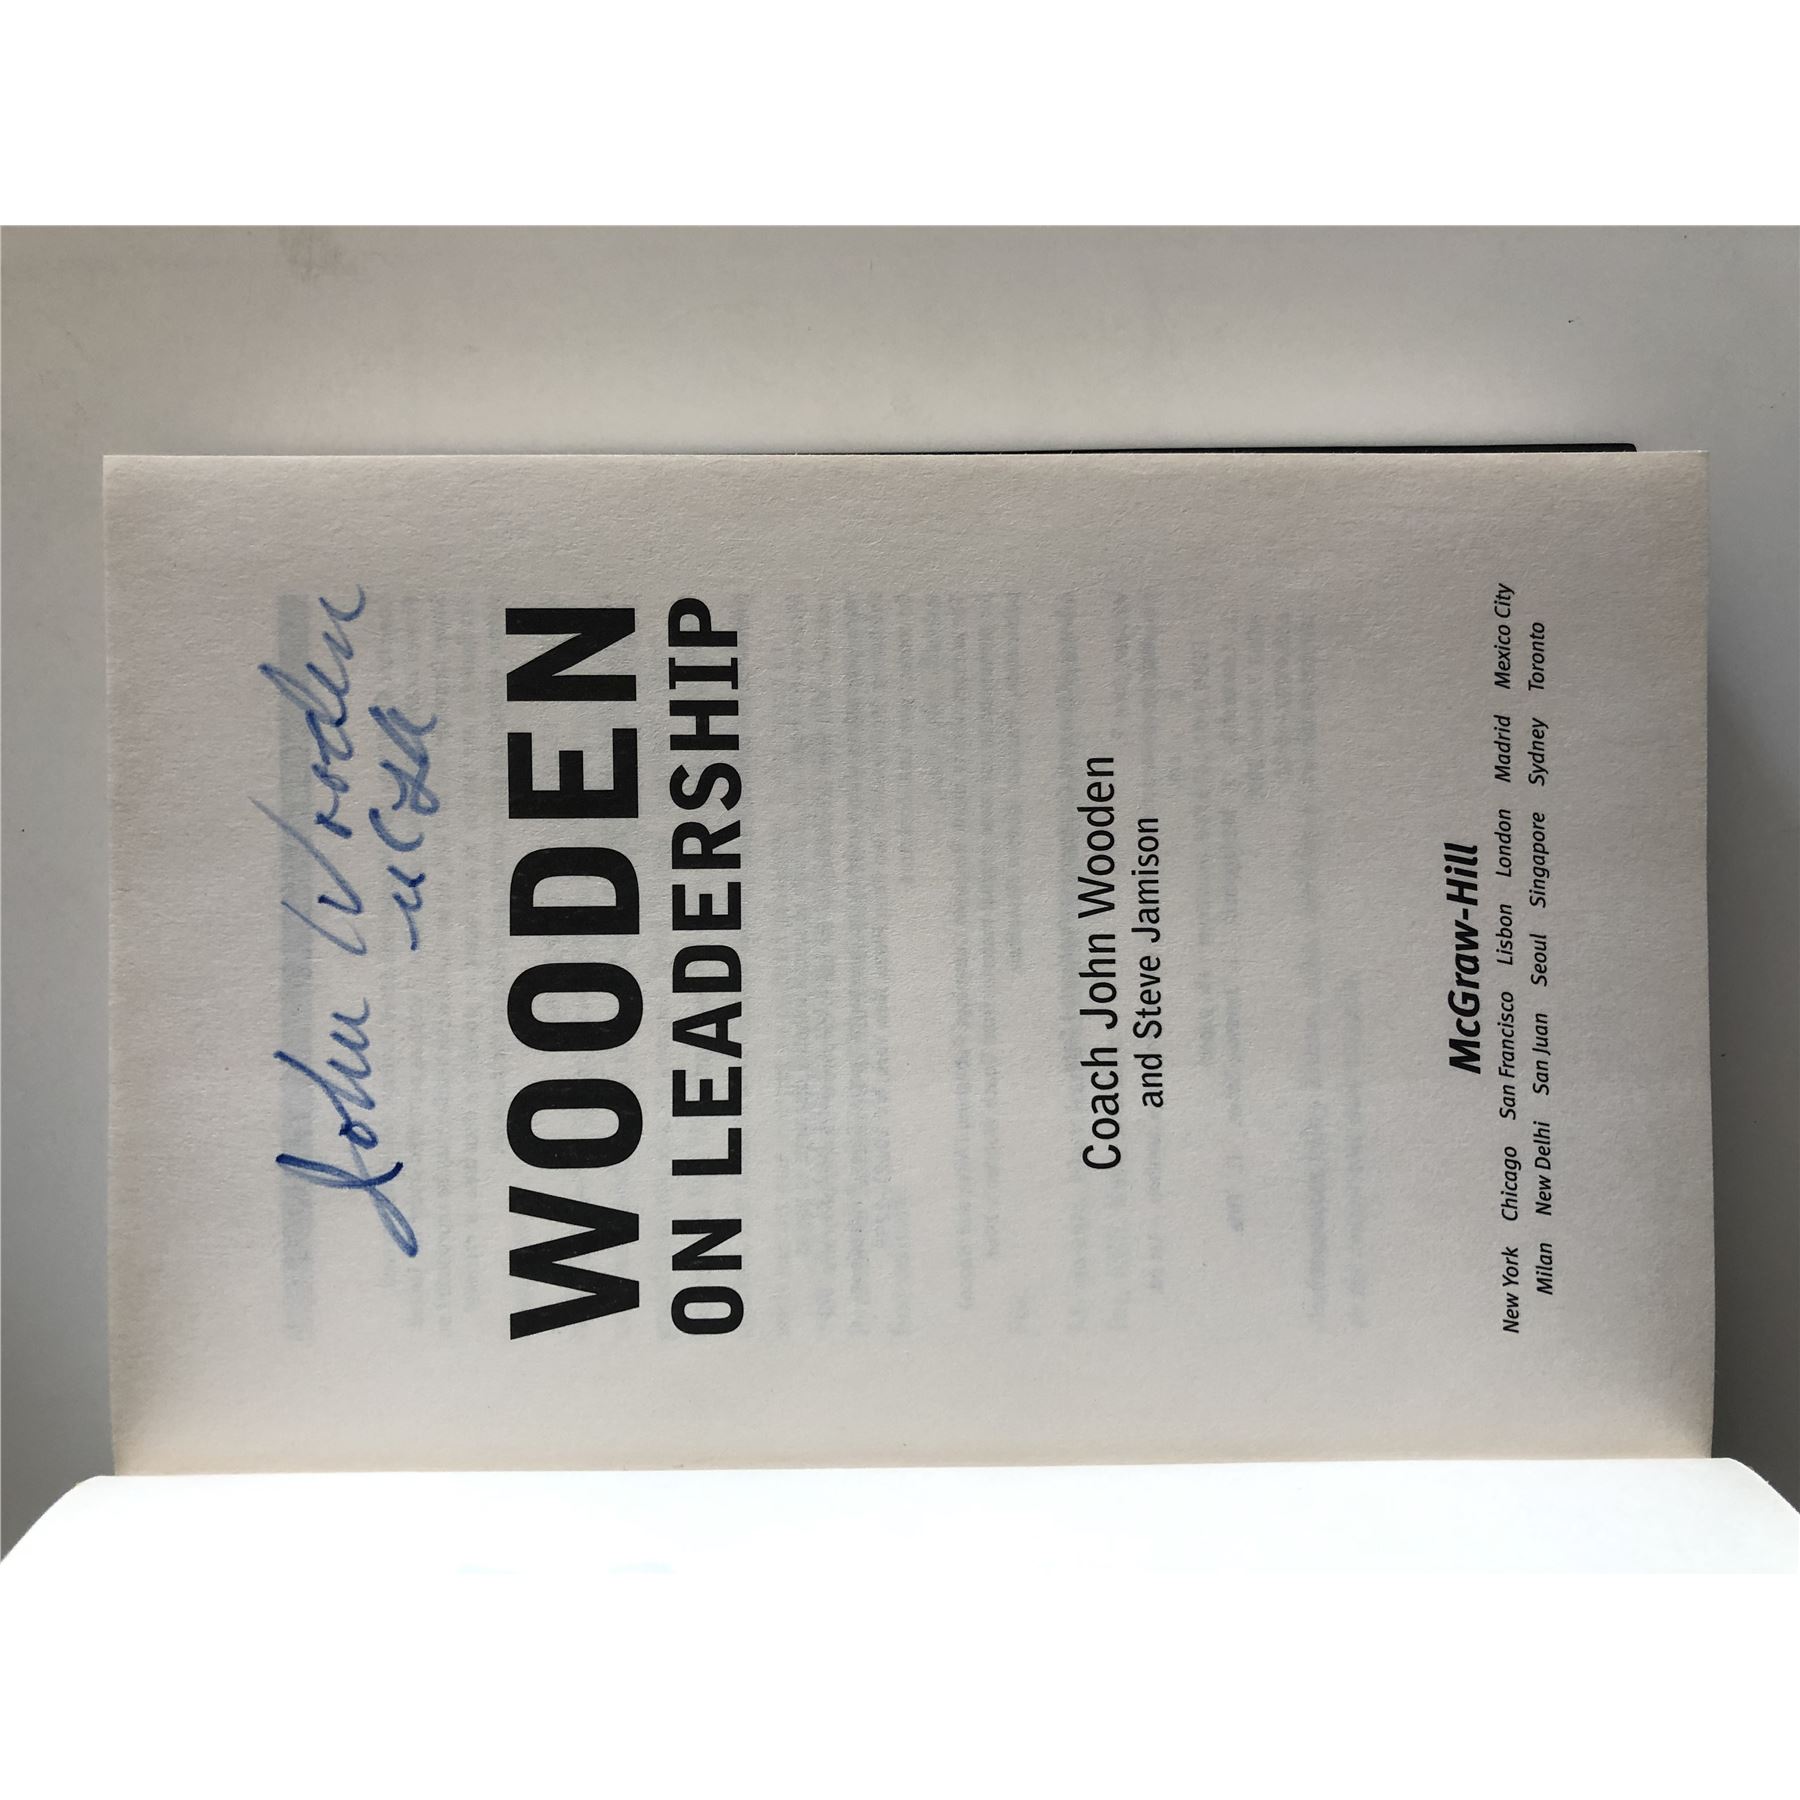 John Wooden
UCLA
WOODEN
ON LEADERSHIP
Coach John Wooden
and Steve Jamison
McGraw-Hill
New York Chicago San Francisco Lisbon London Madrid Mexico City
Milan New Delhi San Juan Seoul Singapore Sydney Toronto